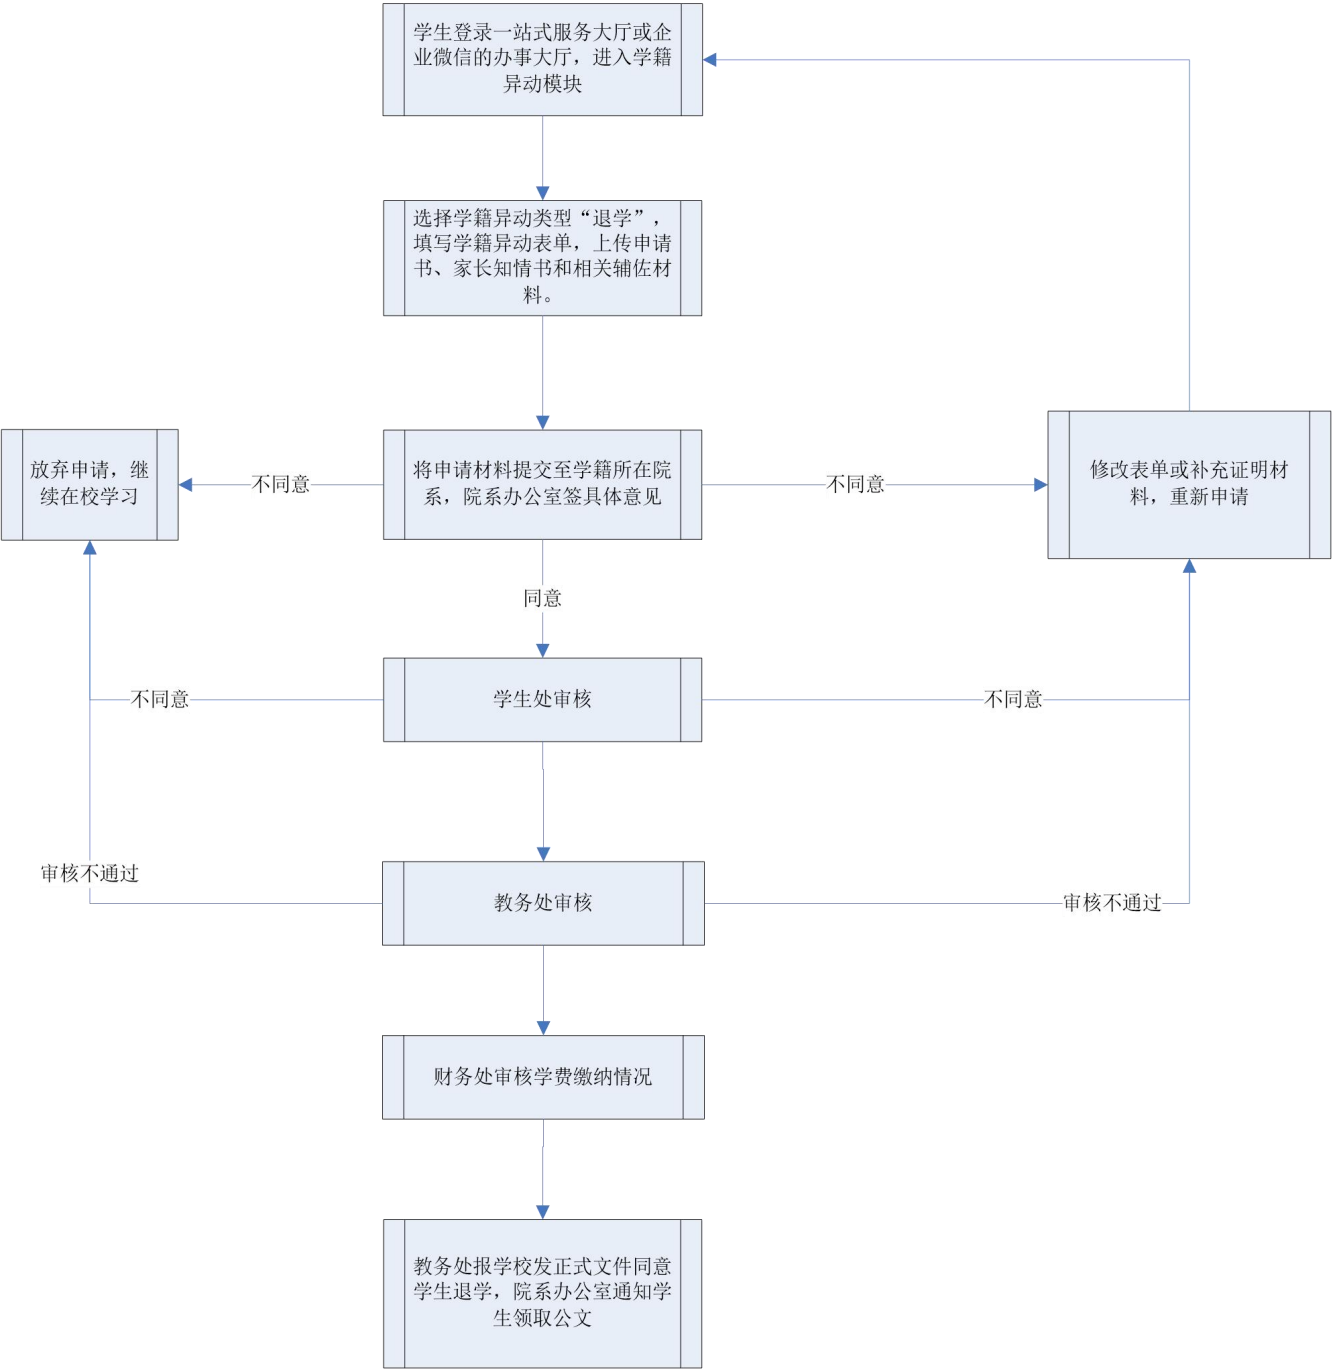 学生登录一站式服务大厅或企
业微信的办事大厅，进入学籍
异动模块
选择学籍异动类型“退学”，
填写学籍异动表单，上传申请
书、家长知情书和相关辅佐材
料。
放弃申请，继
续在校学习
不同意
将申请材料提交至学籍所在院
系，院系办公室签具体意见
不同意
修改表单或补充证明材
料，重新申请
同意
不同意
学生处审核
不同意
审核不通过
教务处审核
审核不通过
财务处审核学费缴纳情况
教务处报学校发正式文件同意
学生退学，院系办公室通知学
生领取公文